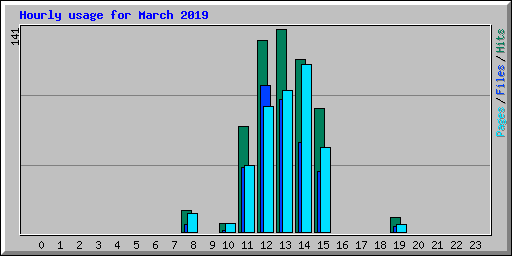 Hourly usage for March 2019
141
Pages / Files / Hits
0 1 2 3 4 5 6 7 8 9 10 11 12 13 14 15 16 17 18 19 20 21 22 23